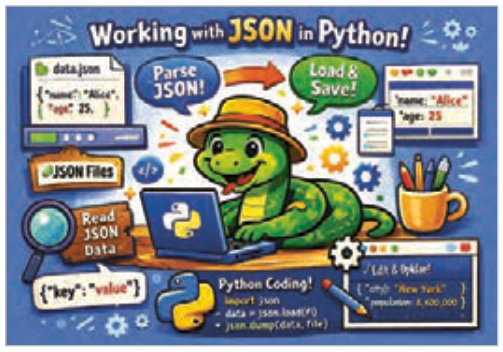 Working with JSON in Python!
data.json
{"name": "Alice",
"age": 25,
}
Parse
JSON!
Load &
Save!
"name: "Alice"
"age: 25
JSON Files
</>
Read
JSON
Data
{"key": "value"}
Python Coding!
import json
- data = json.load(
+ json.dump(data, file)
Edit &
{ "city): "New York" }
population: 8,400,000 }